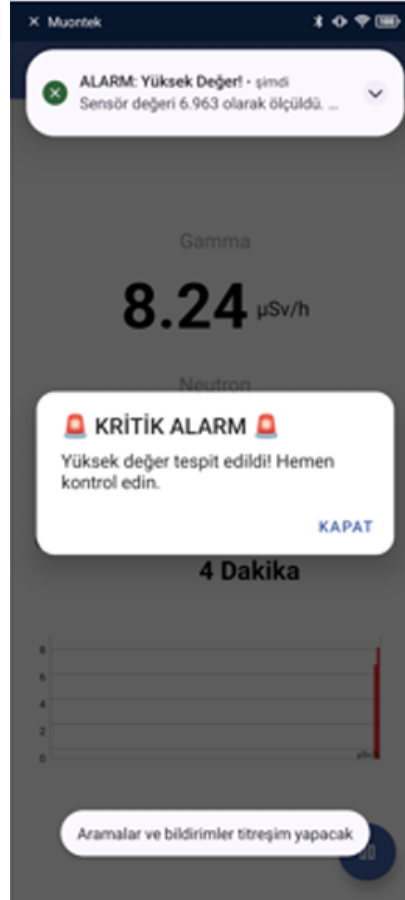 Muontek
ALARM: Yüksek Değer! • şimdi
Sensör değeri 6.963 olarak ölçüldü. ...
Gamma
8.24 µSv/h
Neutron
🚨 KRİTİK ALARM 🚨
Yüksek değer tespit edildi! Hemen
kontrol edin.
KAPAT
4 Dakika
8
6
4
2
0
Aramalar ve bildirimler titreşim yapacak